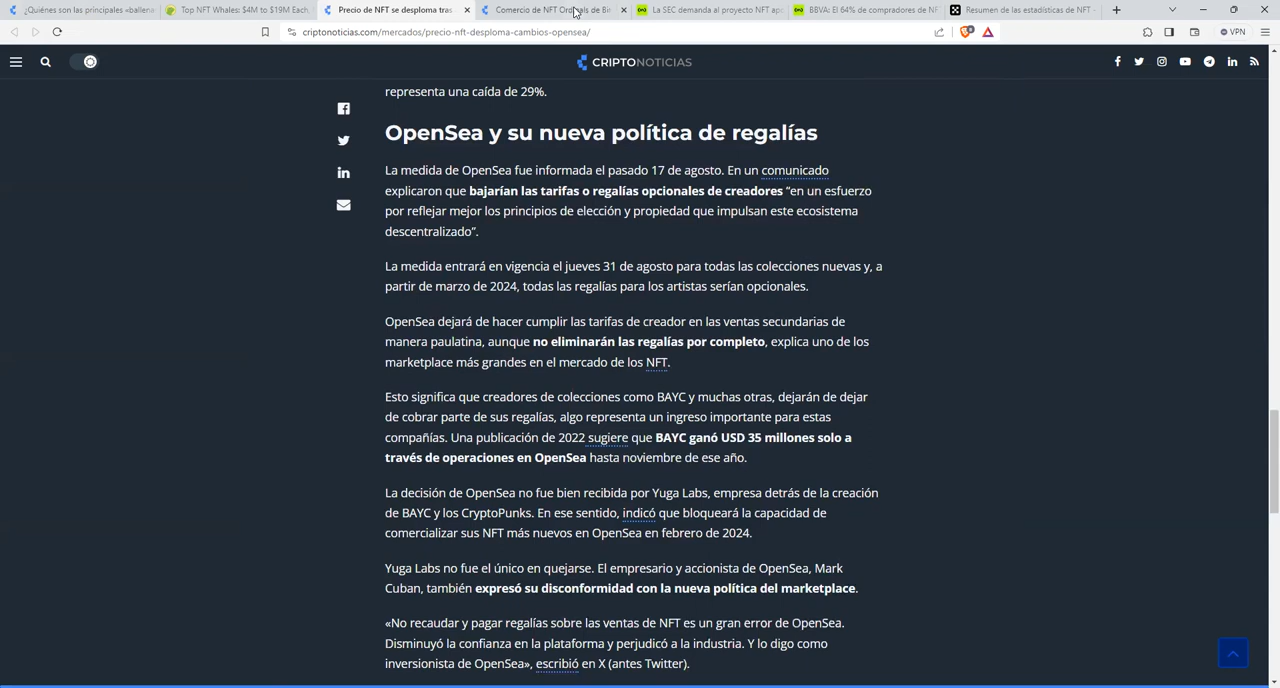 ¿Quiénes son las principales «ballena
Top NFT Whales: $4M to $19M Each,
Precio de NFT se desploma tras
Comercio de NFT Ordinals de Bi
La SEC demanda al proyecto NFT apo
BBVA: El 64% de compradores de NF
Resumen de las estadísticas de NFT -
criptonoticias.com/mercados/precio-nft-desploma-cambios-opensea/
VPN
CRIPTONOTICIAS
representa una caída de 29%.
OpenSea y su nueva política de regalías
La medida de OpenSea fue informada el pasado 17 de agosto. En un comunicado
explicaron que bajarían las tarifas o regalías opcionales de creadores “en un esfuerzo
por reflejar mejor los principios de elección y propiedad que impulsan este ecosistema
descentralizado”.
La medida entrará en vigencia el jueves 31 de agosto para todas las colecciones nuevas y, a
partir de marzo de 2024, todas las regalías para los artistas serían opcionales.
OpenSea dejará de hacer cumplir las tarifas de creador en las ventas secundarias de
manera paulatina, aunque no eliminarán las regalías por completo, explica uno de los
marketplace más grandes en el mercado de los NFT.
Esto significa que creadores de colecciones como BAYC y muchas otras, dejarán de dejar
de cobrar parte de sus regalías, algo representa un ingreso importante para estas
compañías. Una publicación de 2022 sugiere que BAYC ganó USD 35 millones solo a
través de operaciones en OpenSea hasta noviembre de ese año.
La decisión de OpenSea no fue bien recibida por Yuga Labs, empresa detrás de la creación
de BAYC y los CryptoPunks. En ese sentido, indicó que bloqueará la capacidad de
comercializar sus NFT más nuevos en OpenSea en febrero de 2024.
Yuga Labs no fue el único en quejarse. El empresario y accionista de OpenSea, Mark
Cuban, también expresó su disconformidad con la nueva política del marketplace.
«No recaudar y pagar regalías sobre las ventas de NFT es un gran error de OpenSea.
Disminuyó la confianza en la plataforma y perjudicó a la industria. Y lo digo como
inversionista de OpenSea», escribió en X (antes Twitter).